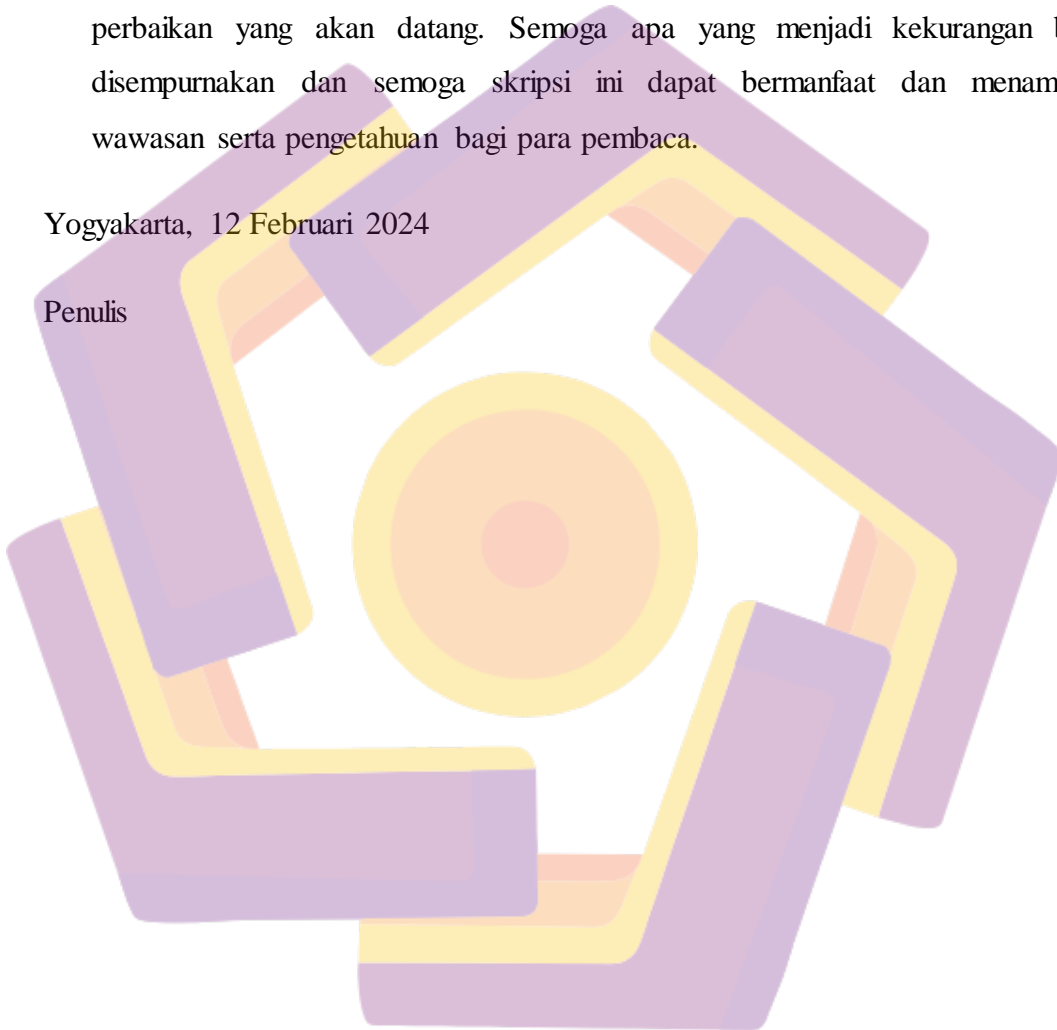 perbaikan yang akan datang. Semoga apa yang menjadi kekurangan
disempurnakan dan semoga skripsi ini dapat bermanfaat dan
wawasan serta pengetahuan bagi para pembaca.
Yogyakarta, 12 Februari 2024
Penulis